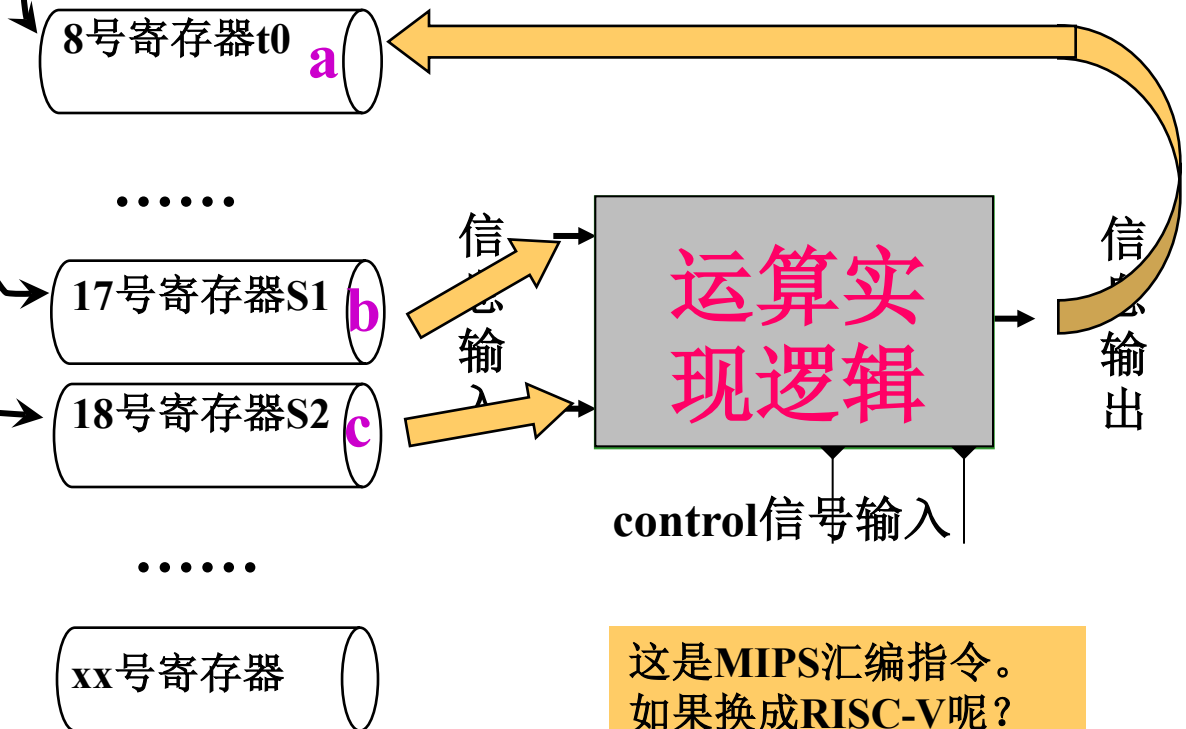 8号寄存器t0
a
……
17号寄存器S1
b
18号寄存器S2
c
……
xx号寄存器
信息输入
运算实
现逻辑
control信号输入
信息输出
这是MIPS汇编指令。
如果换成RISC-V呢？